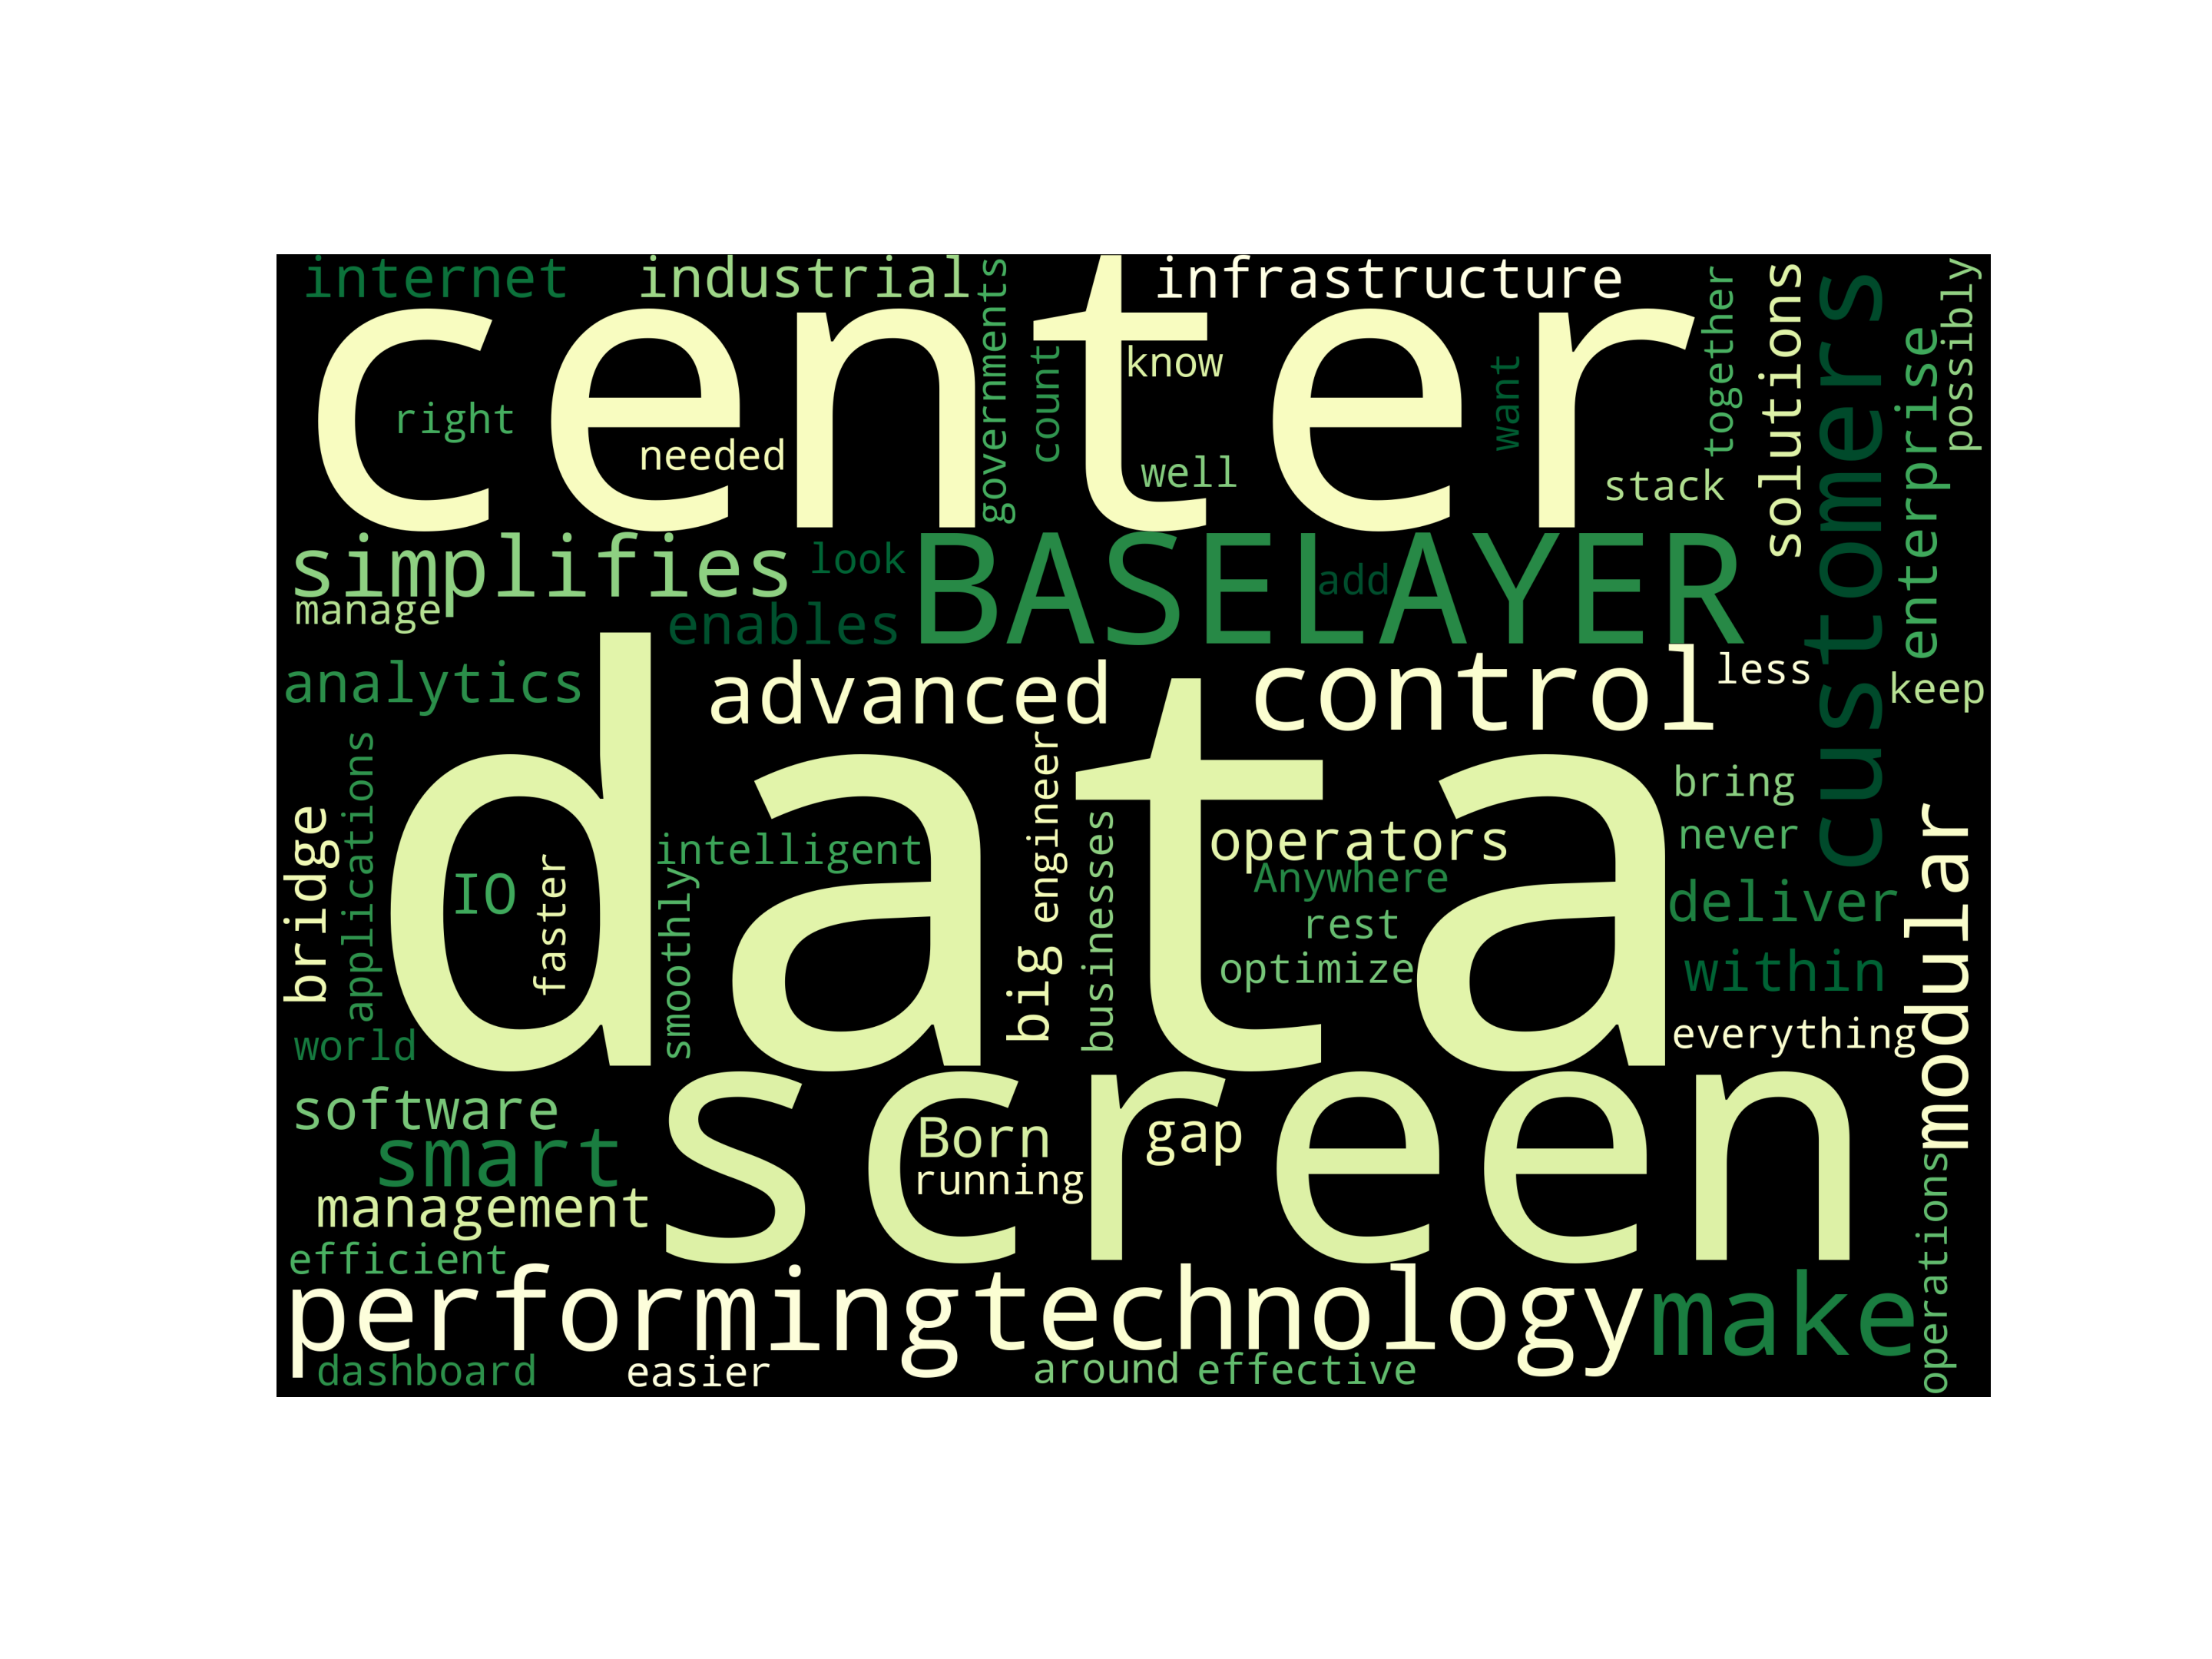 internet
industrial
governments
infrastructure
together
solutions
customers
enterprise
possibly
center
right
needed
count
know
well
want
stack
simplifies
look
BASELAYER
add
manage
enables
analytics
advanced
control
less
keep
data
bridge
applications
IO
faster
intelligent
smoothly
engineer
big
businesses
operators
Anywhere
rest
optimize
bring
never
deliver
within
everything
modular
world
software
smart
screen
Born
running
gap
management
efficient
performing
technology
make
operations
dashboard
easier
around
effective